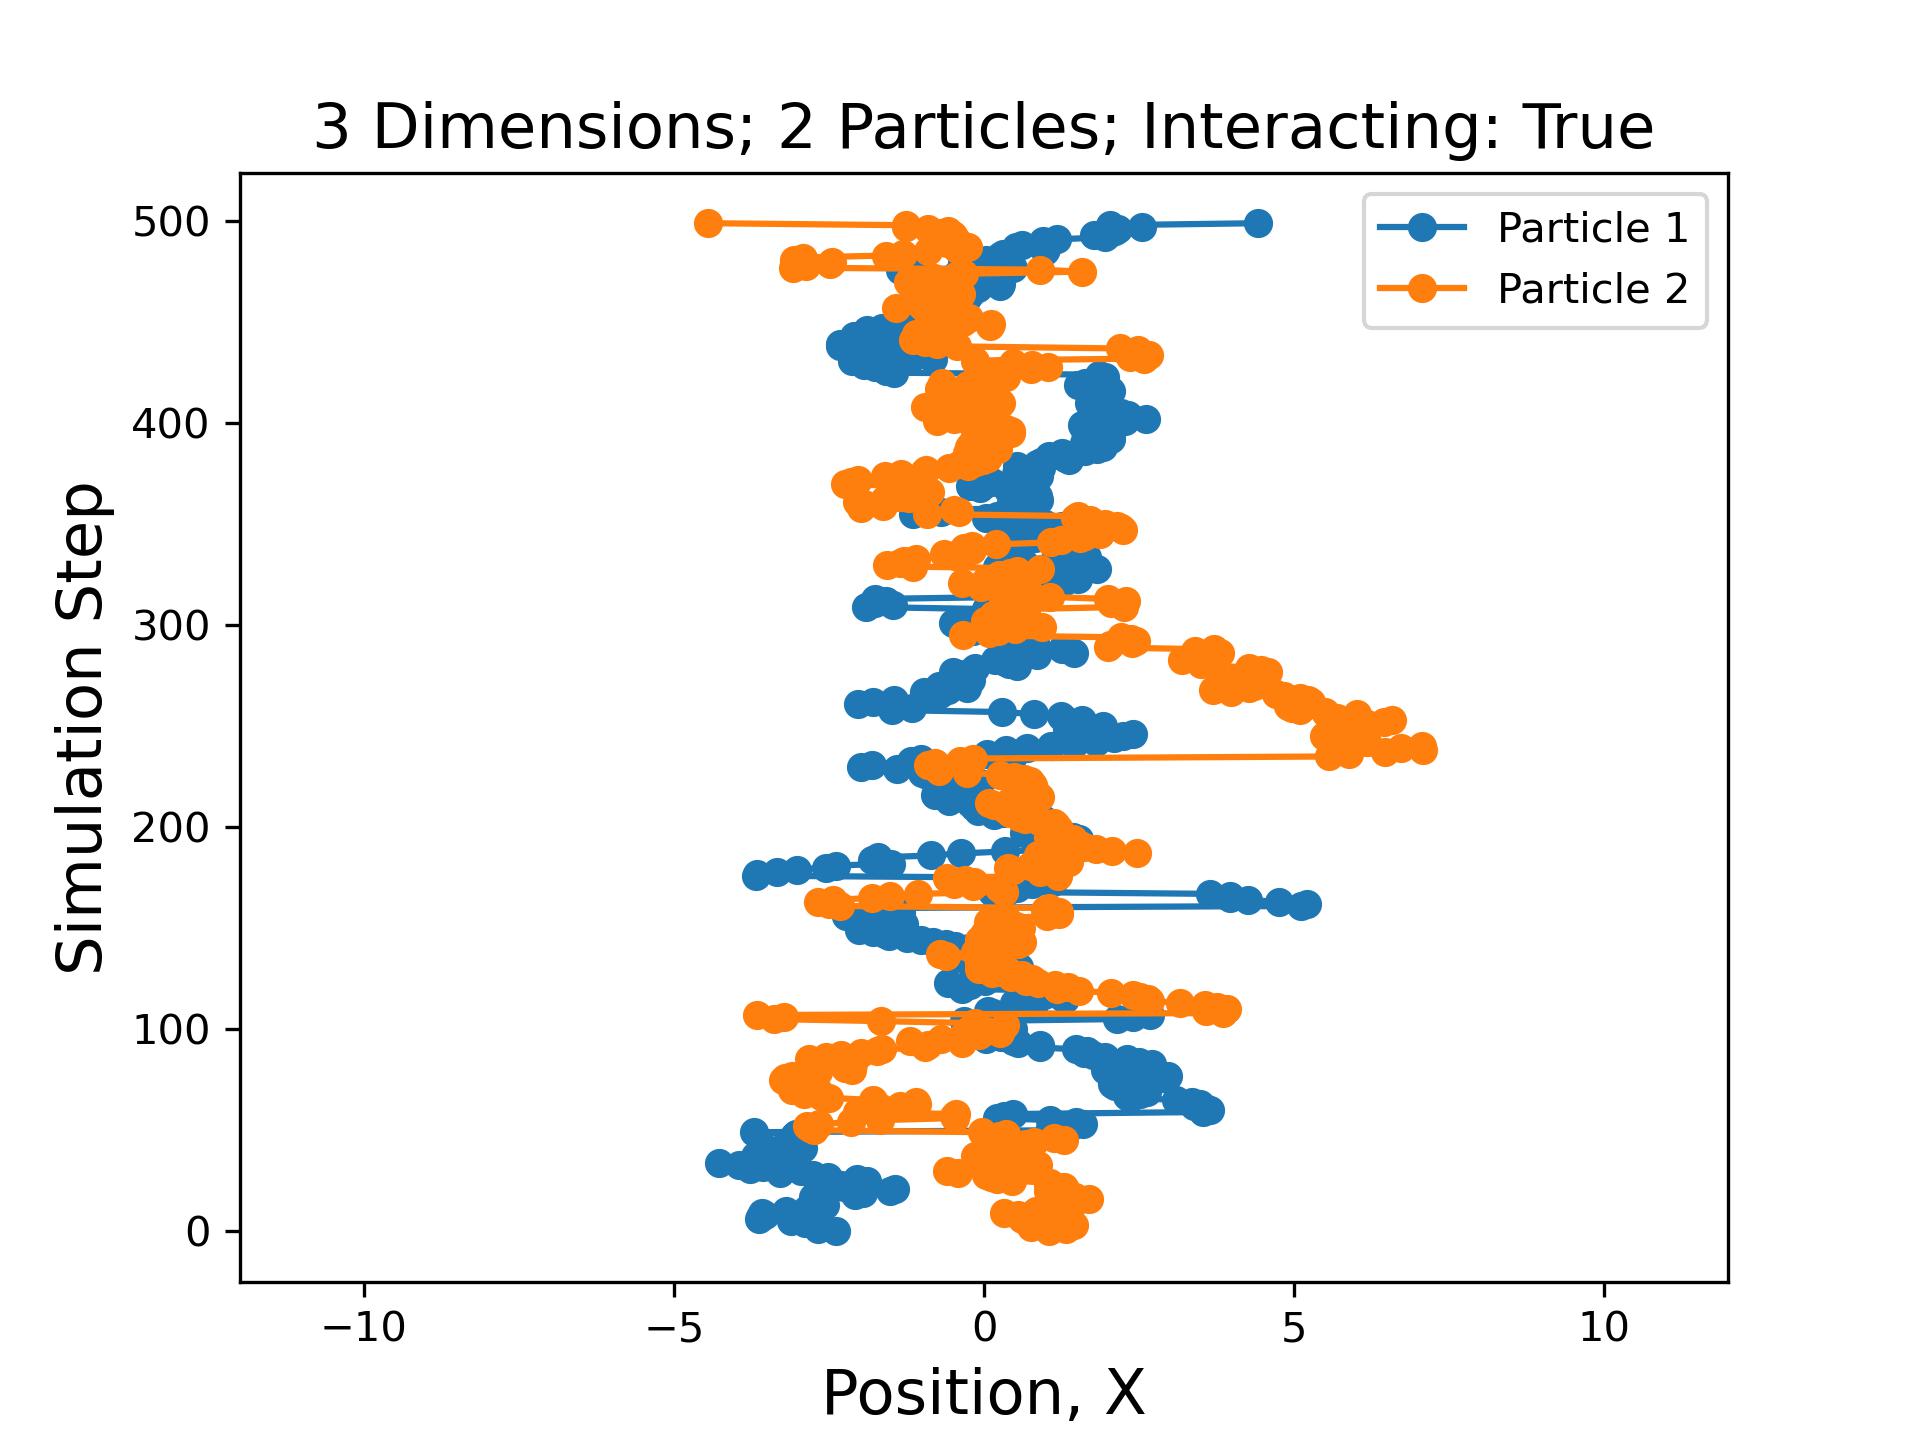 3 Dimensions; 2 Particles; Interacting: True
Particle 1
Particle 2
Simulation Step
500
400
300
200
100
0
−10
−5
0
5
10
Position, X